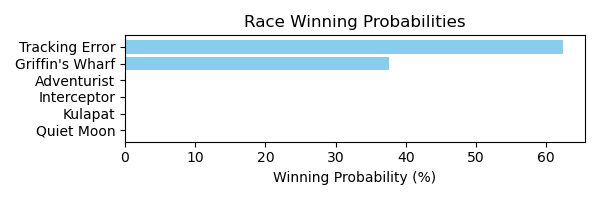 Race Winning Probabilities
Tracking Error
Griffin's Wharf
Adventurist
Interceptor
Kulapat
Quiet Moon
0 10 20 30 40 50 60
Winning Probability (%)